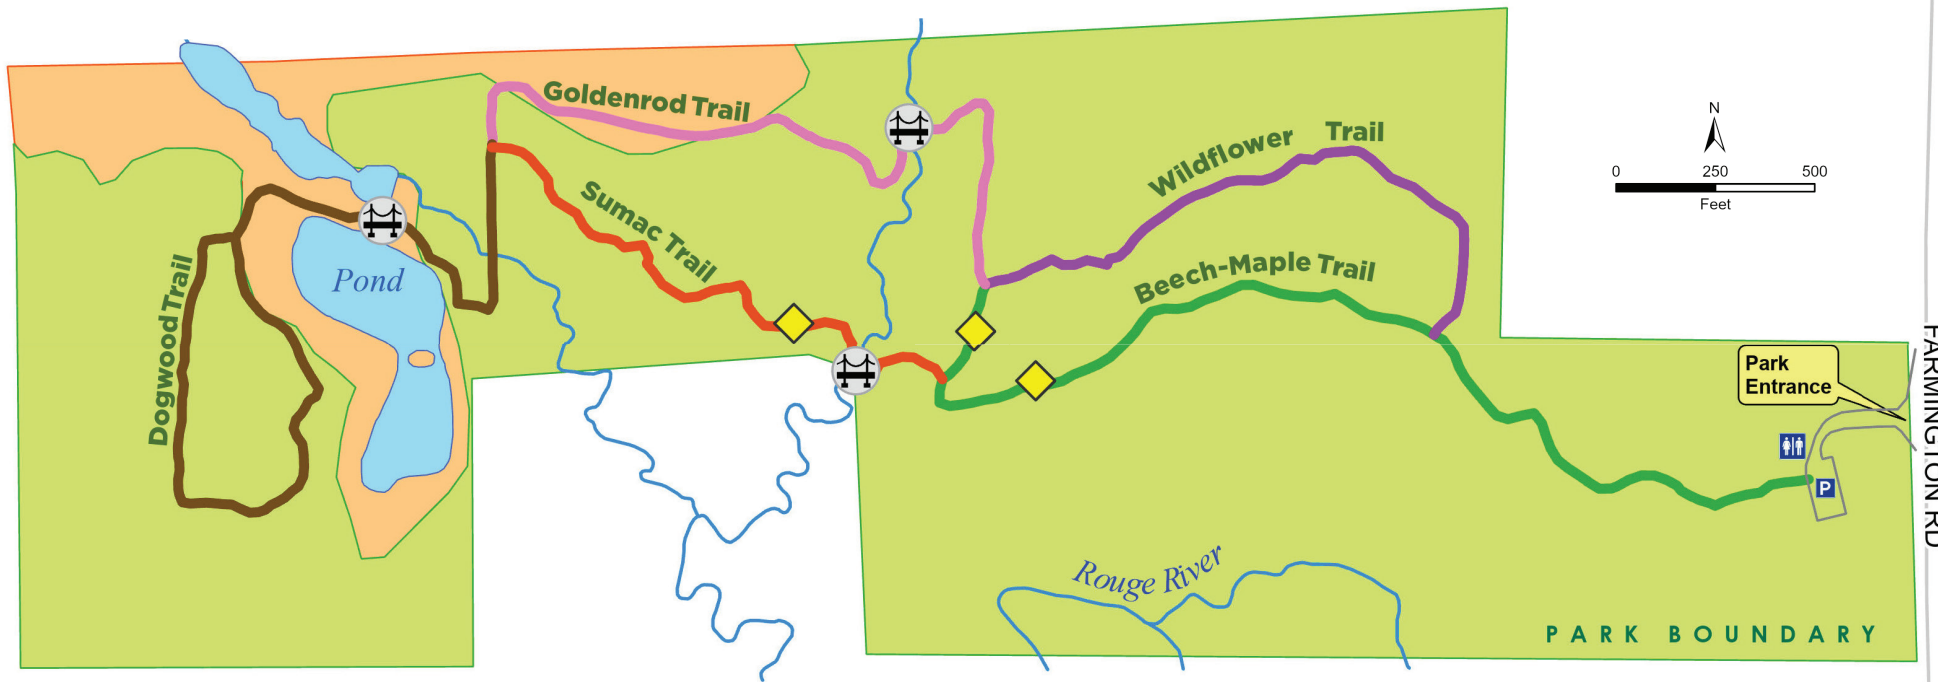 Goldenrod Trail
Wildflower Trail
N
0 250 500
Feet
Sumac Trail
Pond
Beech-Maple Trail
Dogwood Trail
Park
Entrance
FARMINGTON RD
P
Rouge River
PARK BOUNDARY